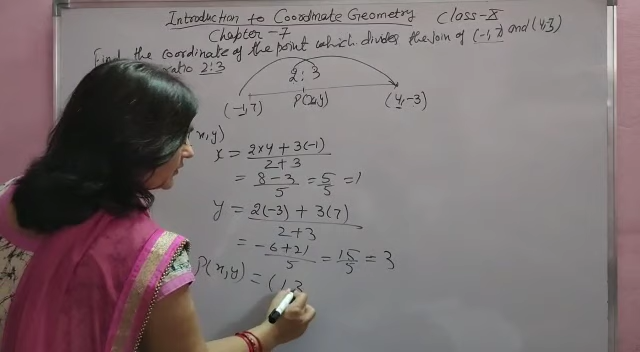 Introduction to Coordinate Geometry Class-X
Chapter-7
Find the coordinate of the point which divides the join of (-1,7) and (4,-3)
ratio 2:3
2:3
(-1,7) P(x,y) (4,-3)
x,y)
x = 2×4 + 3(-1) / 2+3
= 8-3 / 5 = 5/5 = 1
y = 2(-3) + 3(7) / 2+3
= -6+21 / 5 = 15/5 = 3
P(x,y) = (1,3